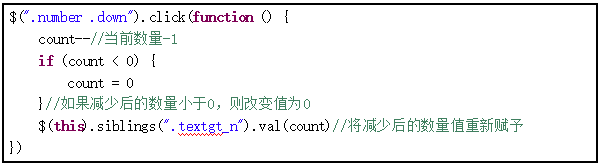 $(".number .down").click(function () {
    count--//当前数量-1
    if (count < 0) {
        count = 0
    }//如果减少后的数量小于0，则改变值为0
    $(this).siblings(".textgt_n").val(count)//将减少后的数量值重新赋予
})